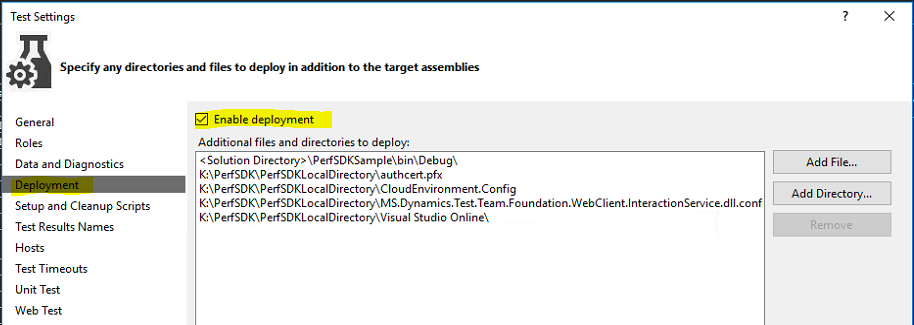 Test Settings
?
Specify any directories and files to deploy in addition to the target assemblies
General
Roles
Data and Diagnostics
Deployment
Setup and Cleanup Scripts
Test Results Names
Hosts
Test Timeouts
Unit Test
Web Test
Enable deployment
Additional files and directories to deploy:
<Solution Directory>\PerfSDKSample\bin\Debug\
K:\PerfSDK\PerfSDKLocalDirectory\authcert.pfx
K:\PerfSDK\PerfSDKLocalDirectory\CloudEnvironment.Config
K:\PerfSDK\PerfSDKLocalDirectory\MS.Dynamics.Test.Team.Foundation.WebClient.InteractionService.dll.conf
K:\PerfSDK\PerfSDKLocalDirectory\Visual Studio Online\
Add File...
Add Directory...
Remove